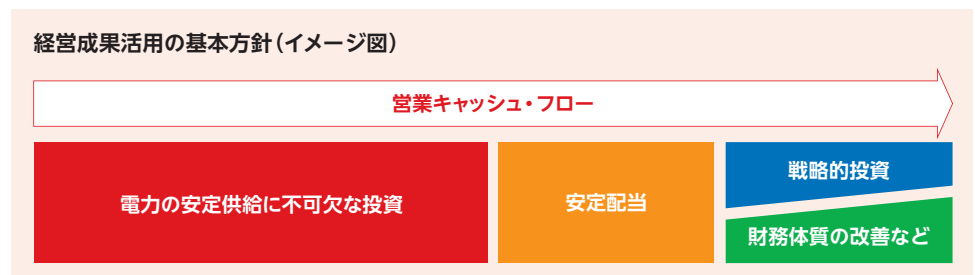 経営成果活用の基本方針（イメージ図）
営業キャッシュ・フロー
電力の安定供給に不可欠な投資
安定配当
戦略的投資
財務体質の改善など